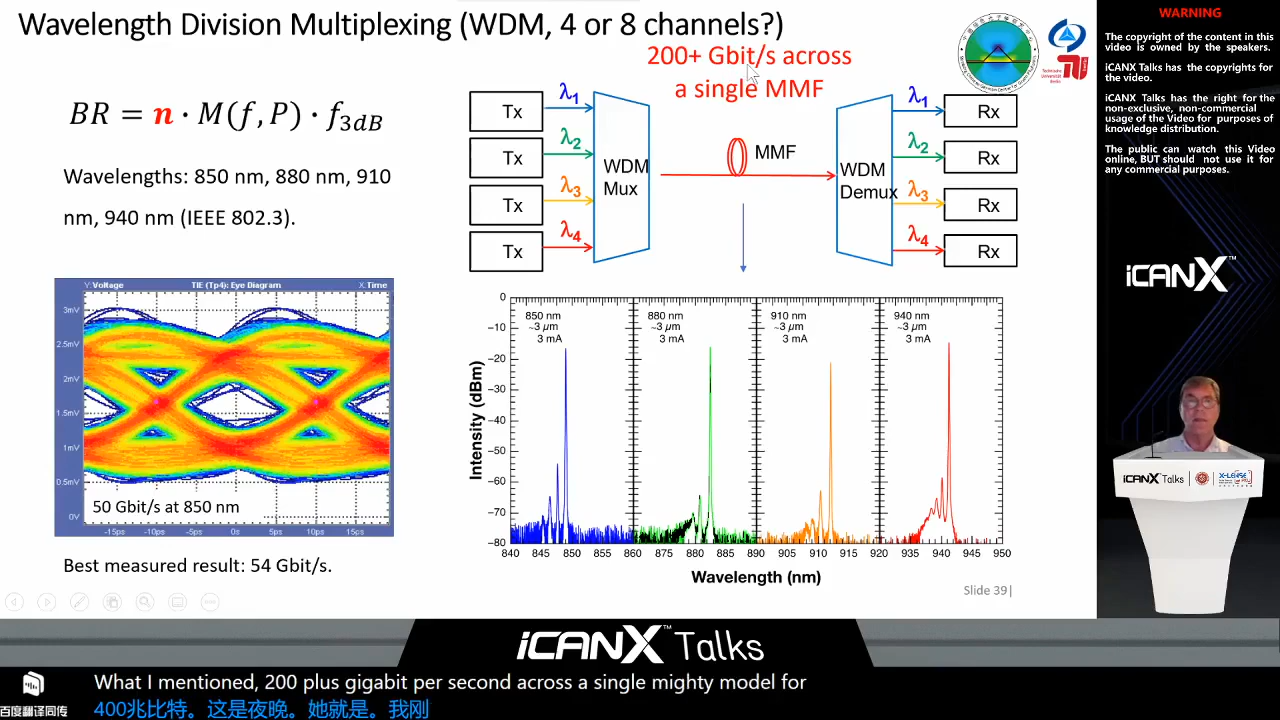 Wavelength Division Multiplexing (WDM, 4 or 8 channels?)
200+ Gbit/s across
a single MMF
BR = n · M(f, P) · f3dB
Wavelengths: 850 nm, 880 nm, 910
nm, 940 nm (IEEE 802.3).
Tx λ1 λ1 Rx
Tx λ2 λ2 Rx
Tx λ3 λ3 Rx
Tx λ4 λ4 Rx
WDM
Mux
MMF
WDM
Demux
Y: Voltage TIE (Tp4): Eye Diagram X: Time
3mV
2.5mV
2mV
1.5mV
1mV
0.5mV
0V
-15ps -10ps -5ps 0s 5ps 10ps 15ps
50 Gbit/s at 850 nm
Best measured result: 54 Gbit/s.
Intensity (dBm)
0
-10
-20
-30
-40
-50
-60
-70
-80
850 nm
~3 µm
3 mA
880 nm
~3 µm
3 mA
910 nm
~3 µm
3 mA
940 nm
~3 µm
3 mA
840 845 850 855 860 875 880 885 890 905 910 915 920 935 940 945 950
Wavelength (nm)
Slide 39|
WARNING
The copyright of the content in this
video is owned by the speakers.
iCANX Talks has the copyrights for
the video.
iCANX Talks has the right for the
non-exclusive, non-commercial
usage of the Video for purposes of
knowledge distribution.
The public can watch this Video
online, BUT should not use it for
any commercial purposes.
iCANX™
iCANX Talks
iCANX™ Talks
What I mentioned, 200 plus gigabit per second across a single mighty model for
400兆比特。这是夜晚。她就是。我刚
百度翻译同传